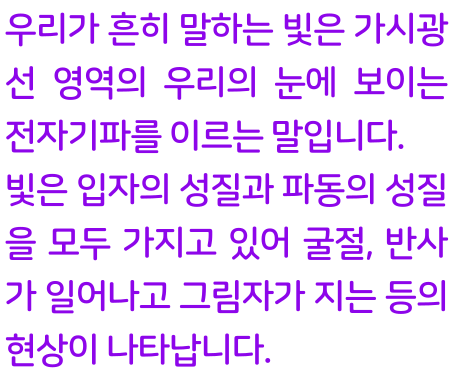 우리가 흔히 말하는 빛은 가시광
선 영역의 우리의 눈에 보이는
전자기파를 이르는 말입니다.
빛은 입자의 성질과 파동의 성질
을 모두 가지고 있어 굴절, 반사
가 일어나고 그림자가 지는 등의
현상이 나타납니다.